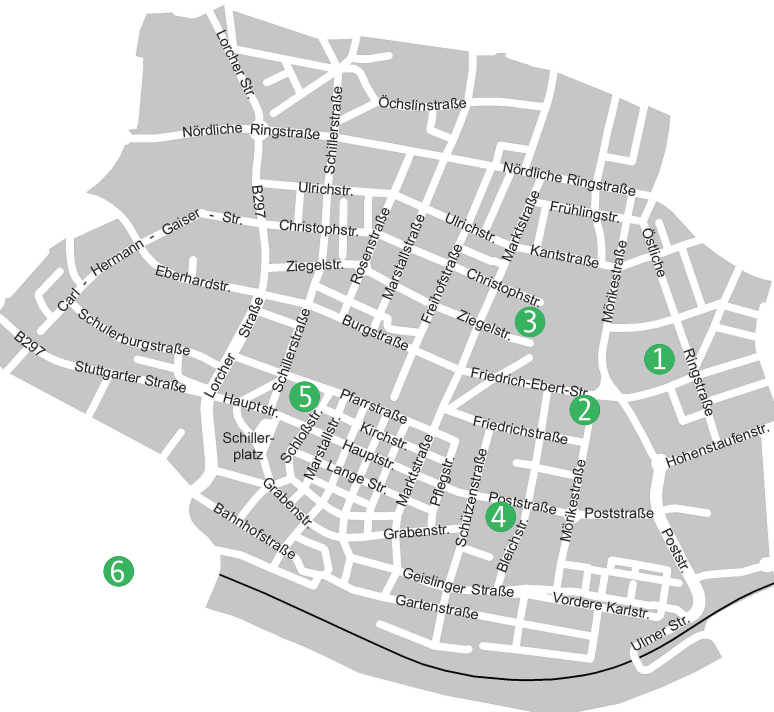 Lorcher Str.
Öchslinstraße
Schillerstraße
Nördliche Ringstraße
Nördliche Ringstraße
Ulrichstr.
B297
Frühlingstr.
Carl - Hermann - Gaiser - Str.
Christophstr.
Rosenstraße
Marstallstraße
Ulrichstr.
Marktstraße
Kantstraße
Östliche
Ringstraße
Mörikestraße
Ziegelstr.
Eberhardstr.
Freihofstraße
Christophstr.
Ziegelstr.
3
Schulerburgstraße
Burgstraße
B297
Lorcher Straße
Schillerstraße
1
Stuttgarter Straße
Friedrich-Ebert-Str.
2
Hauptstr.
5
Pfarrstraße
Friedrichstraße
Schiller-
platz
Schloßstr.
Marstallstr.
Kirchstr.
Hauptstr.
Lange Str.
Marktstraße
Pflegstr.
Hohenstaufenstr.
Grabenstr.
Schützenstraße
Poststraße
4
Mörikestraße
Poststraße
Bahnhofstraße
Grabenstr.
Bleichstr.
Poststr.
6
Geislinger Straße
Gartenstraße
Vordere Karlstr.
Ulmer Str.